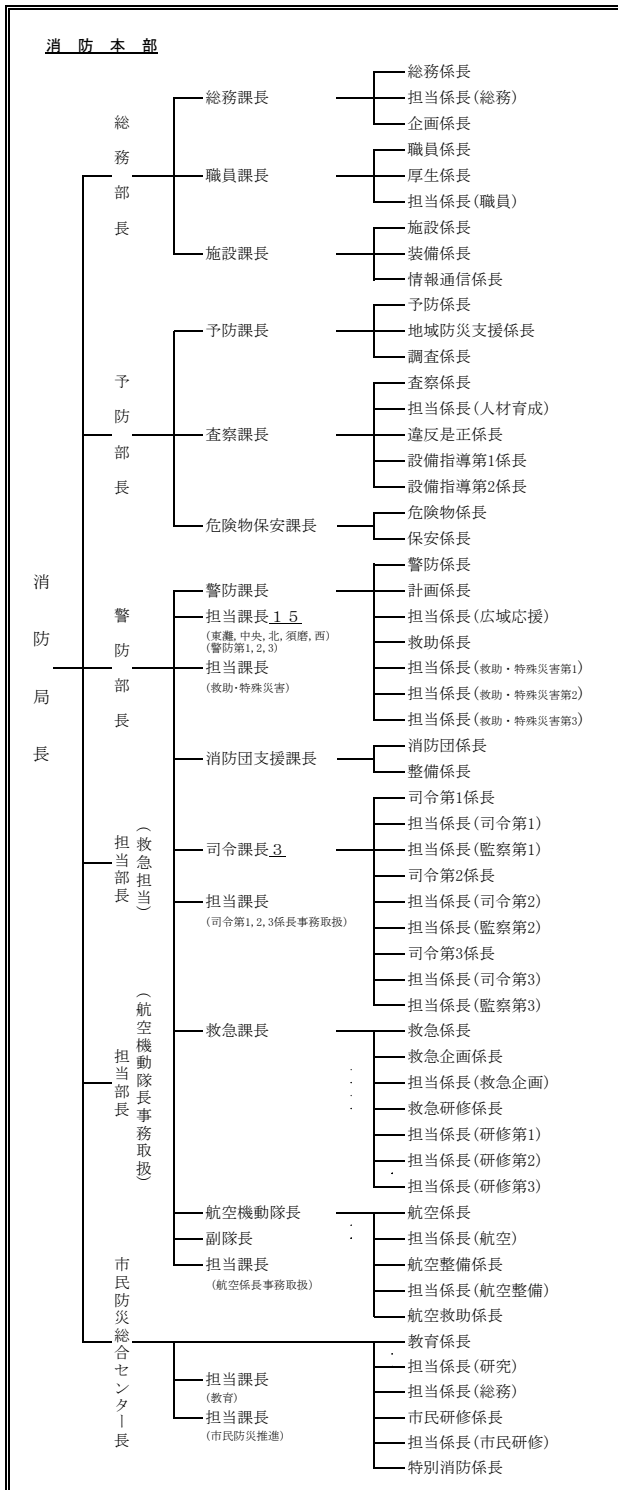 消防本部
消防局長
総務部長
総務課長
総務係長
担当係長(総務)
企画係長
職員課長
職員係長
厚生係長
担当係長(職員)
施設課長
施設係長
装備係長
情報通信係長
予防部長
予防課長
予防係長
地域防災支援係長
調査係長
査察課長
査察係長
担当係長(人材育成)
違反是正係長
設備指導第1係長
設備指導第2係長
危険物保安課長
危険物係長
保安係長
警防部長
警防課長
担当課長15
(東灘,中央,北,須磨,西)
(警防第1,2,3)
担当課長
(救助・特殊災害)
警防係長
計画係長
担当係長(広域応援)
救助係長
担当係長(救助・特殊災害第1)
担当係長(救助・特殊災害第2)
担当係長(救助・特殊災害第3)
消防団支援課長
消防団係長
整備係長
担当部長
(救急担当)
司令課長3
担当課長
(司令第1,2,3係長事務取扱)
司令第1係長
担当係長(司令第1)
担当係長(監察第1)
司令第2係長
担当係長(司令第2)
担当係長(監察第2)
司令第3係長
担当係長(司令第3)
担当係長(監察第3)
担当部長
(航空機動隊長事務取扱)
救急課長
救急係長
救急企画係長
担当係長(救急企画)
救急研修係長
担当係長(研修第1)
担当係長(研修第2)
担当係長(研修第3)
航空機動隊長
副隊長
担当課長
(航空係長事務取扱)
航空係長
担当係長(航空)
航空整備係長
担当係長(航空整備)
航空救助係長
市民防災総合センター長
担当課長
(教育)
担当課長
(市民防災推進)
教育係長
担当係長(研究)
担当係長(総務)
市民研修係長
担当係長(市民研修)
特別消防係長